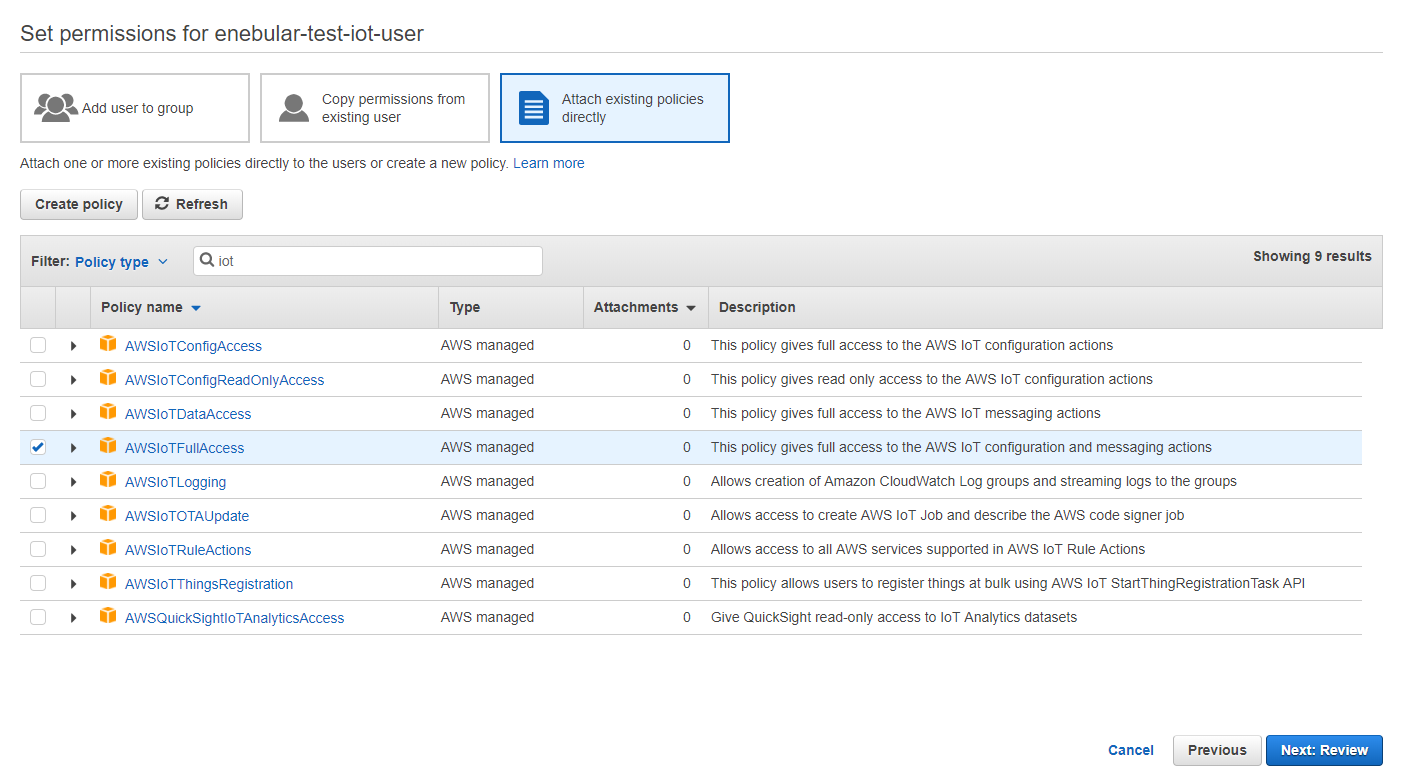 Set permissions for enebular-test-iot-user
Add user to group
Copy permissions from
existing user
Attach existing policies
directly
Attach one or more existing policies directly to the users or create a new policy. Learn more
Create policy Refresh
Filter: Policy type iot Showing 9 results
Policy name Type Attachments Description
AWSIoTConfigAccess AWS managed 0 This policy gives full access to the AWS IoT configuration actions
AWSIoTConfigReadOnlyAccess AWS managed 0 This policy gives read only access to the AWS IoT configuration actions
AWSIoTDataAccess AWS managed 0 This policy gives full access to the AWS IoT messaging actions
AWSIoTFullAccess AWS managed 0 This policy gives full access to the AWS IoT configuration and messaging actions
AWSIoTLogging AWS managed 0 Allows creation of Amazon CloudWatch Log groups and streaming logs to the groups
AWSIoTOTAUpdate AWS managed 0 Allows access to create AWS IoT Job and describe the AWS code signer job
AWSIoTRuleActions AWS managed 0 Allows access to all AWS services supported in AWS IoT Rule Actions
AWSIoTThingsRegistration AWS managed 0 This policy allows users to register things at bulk using AWS IoT StartThingRegistrationTask API
AWSQuickSightIoTAnalyticsAccess AWS managed 0 Give QuickSight read-only access to IoT Analytics datasets
Cancel Previous Next: Review